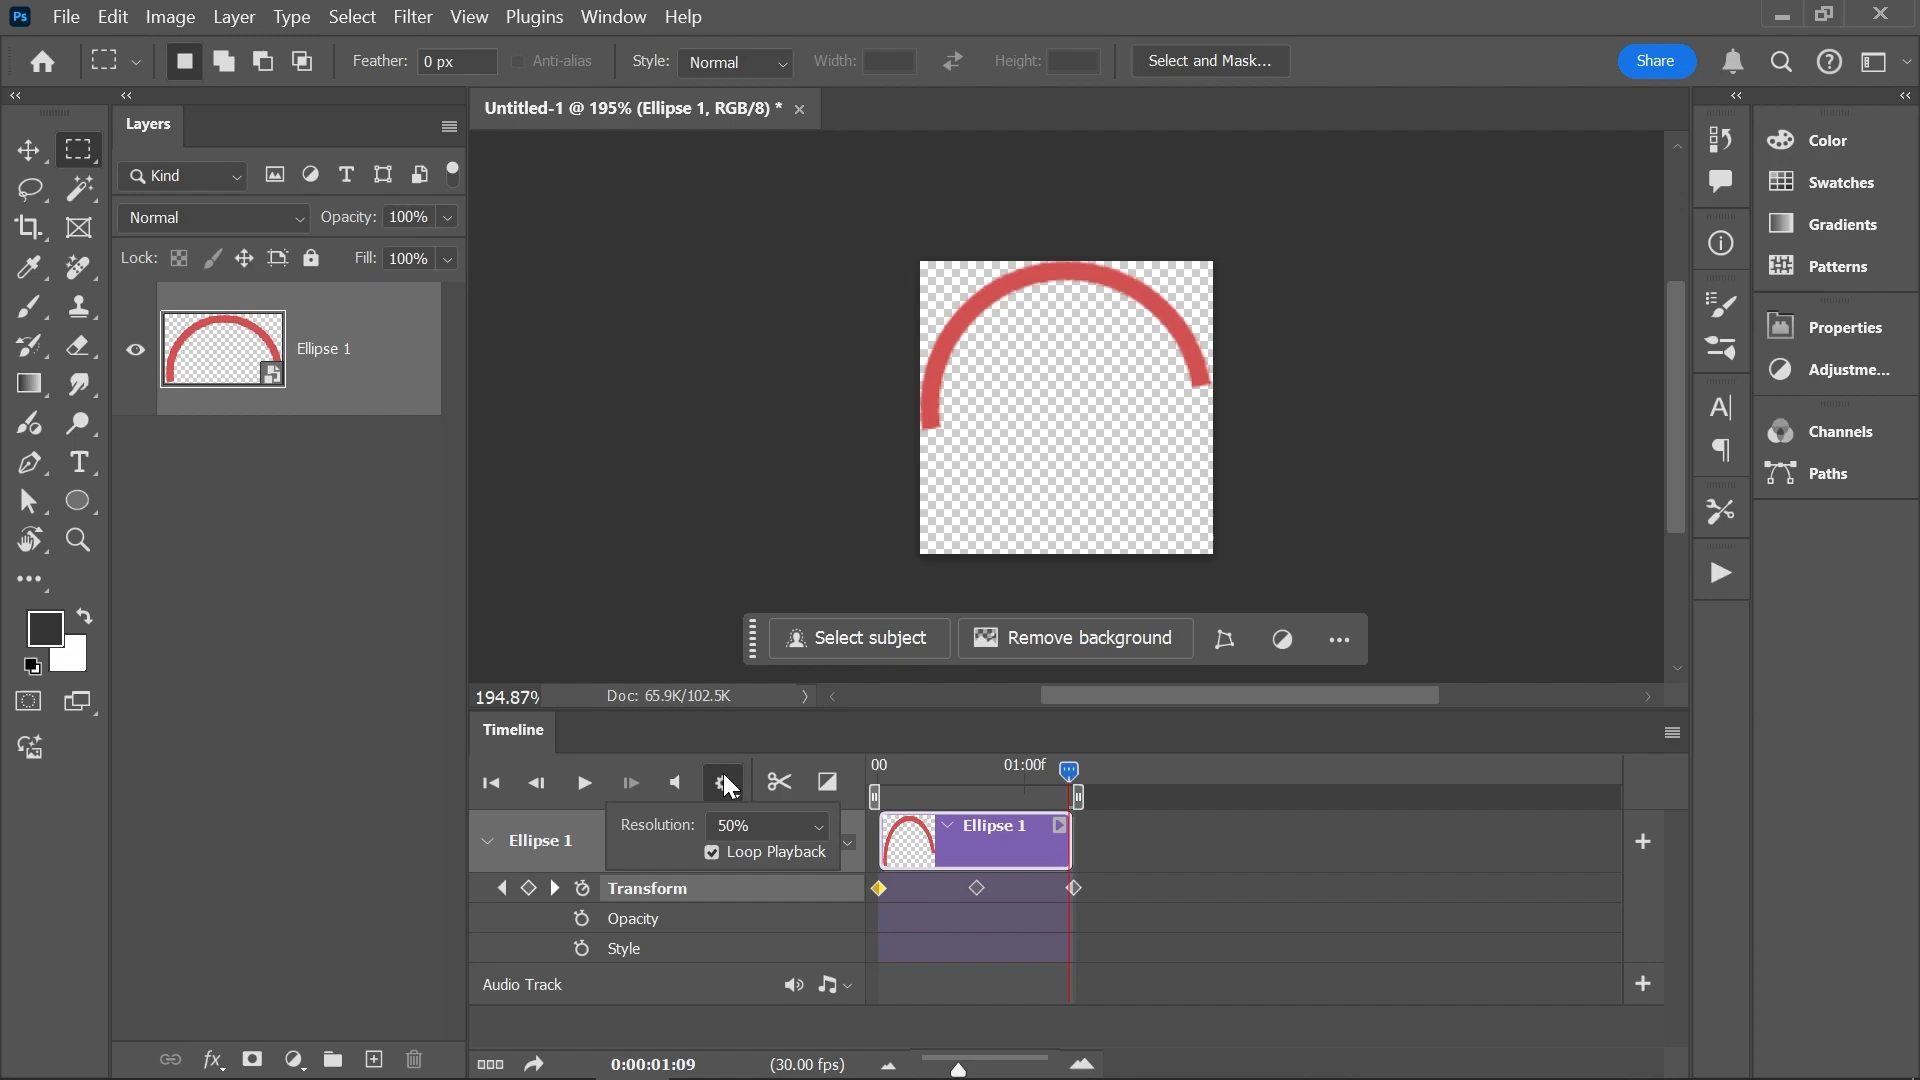 Ps File Edit Image Layer Type Select Filter View Plugins Window Help
Feather: 0 px Anti-alias Style: Normal Width: Height: Select and Mask... Share
Layers
Untitled-1 @ 195% (Ellipse 1, RGB/8) *
Kind
Normal Opacity: 100%
Lock: Fill: 100%
Ellipse 1
Color
Swatches
Gradients
Patterns
Properties
Adjustme...
Channels
Paths
Select subject Remove background
194.87% Doc: 65.9K/102.5K
Timeline
00 01:00f
Resolution: 50%
Loop Playback
Ellipse 1 Ellipse 1
Transform
Opacity
Style
Audio Track
0:00:01:09 (30.00 fps)